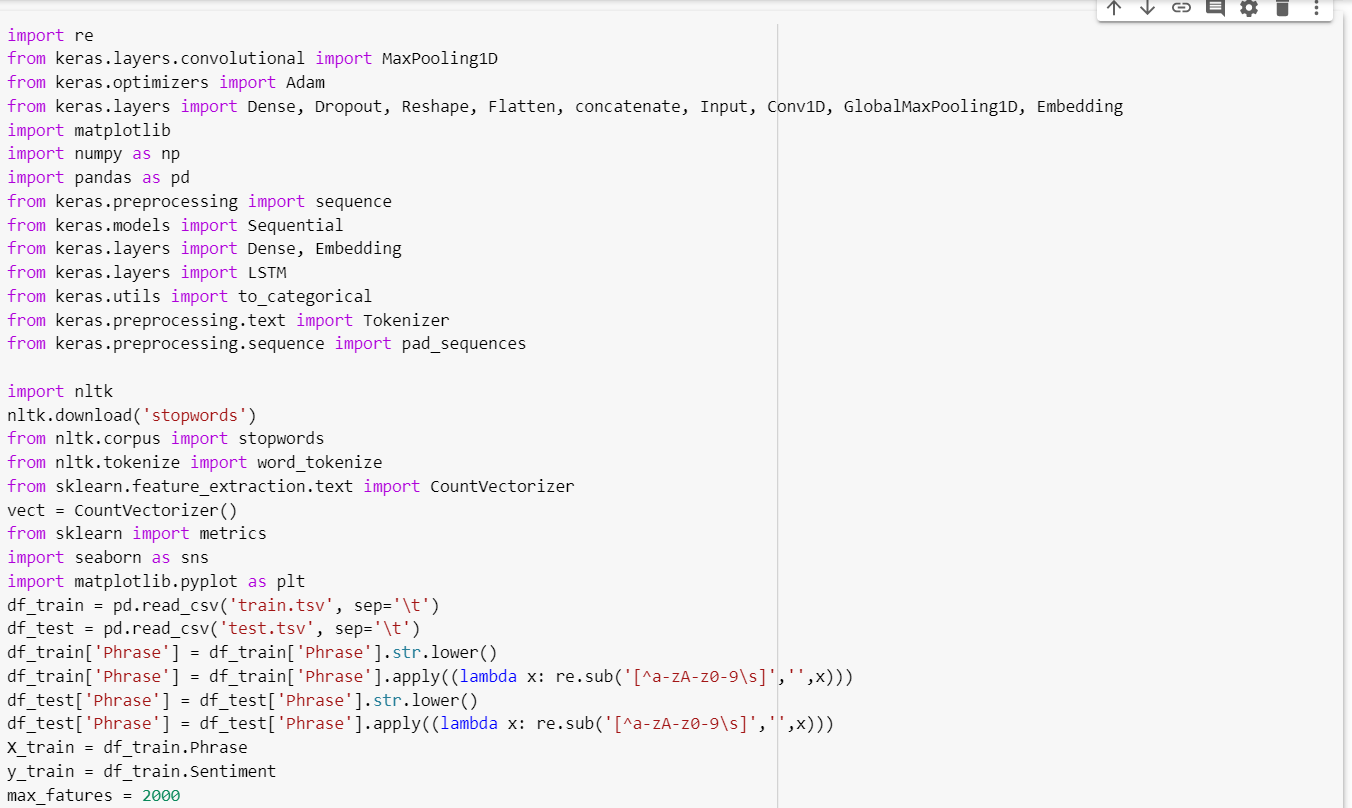 import re
from keras.layers.convolutional import MaxPooling1D
from keras.optimizers import Adam
from keras.layers import Dense, Dropout, Reshape, Flatten, concatenate, Input, Conv1D, GlobalMaxPooling1D, Embedding
import matplotlib
import numpy as np
import pandas as pd
from keras.preprocessing import sequence
from keras.models import Sequential
from keras.layers import Dense, Embedding
from keras.layers import LSTM
from keras.utils import to_categorical
from keras.preprocessing.text import Tokenizer
from keras.preprocessing.sequence import pad_sequences

import nltk
nltk.download('stopwords')
from nltk.corpus import stopwords
from nltk.tokenize import word_tokenize
from sklearn.feature_extraction.text import CountVectorizer
vect = CountVectorizer()
from sklearn import metrics
import seaborn as sns
import matplotlib.pyplot as plt
df_train = pd.read_csv('train.tsv', sep='\t')
df_test = pd.read_csv('test.tsv', sep='\t')
df_train['Phrase'] = df_train['Phrase'].str.lower()
df_train['Phrase'] = df_train['Phrase'].apply((lambda x: re.sub('[^a-zA-z0-9\s]','',x)))
df_test['Phrase'] = df_test['Phrase'].str.lower()
df_test['Phrase'] = df_test['Phrase'].apply((lambda x: re.sub('[^a-zA-z0-9\s]','',x)))
X_train = df_train.Phrase
y_train = df_train.Sentiment
max_fatures = 2000